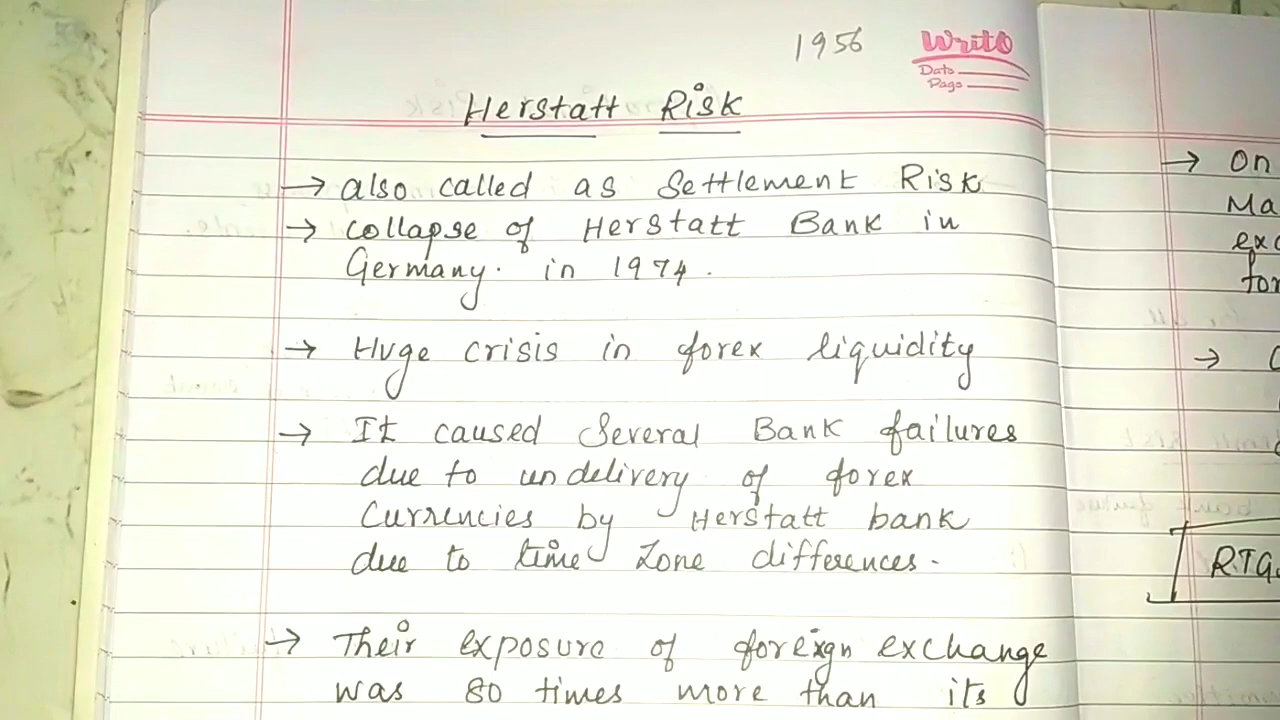 1956
Writo
Date
Page
Herstatt Risk
→ also called as Settlement Risk
→ collapse of Herstatt Bank in
Germany. in 1974.
→ Huge crisis in forex liquidity
→ It caused Several Bank failures
due to undelivery of forex
Currencies by Herstatt bank
due to time Zone differences.
→ Their exposure of foreign exchange
was 80 times more than its
→ On
Ma
exc
for
→
RTG